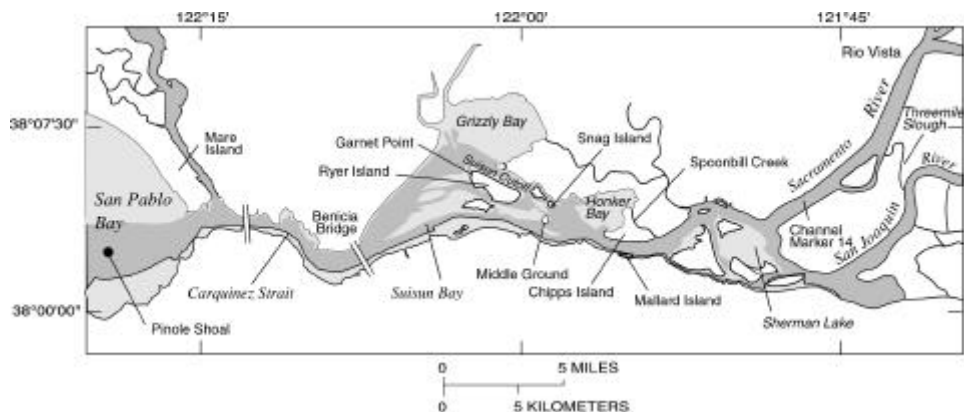 122°15'
122°00'
121°45'
38°07'30"
38°00'00"
Rio Vista
Sacramento River
Threemile
Slough
San Joaquin River
Channel
Marker 14
Grizzly Bay
Garnet Point
Snag Island
Suisun Cutoff
Ryer Island
Spoonbill Creek
Honker
Bay
Mare
Island
San Pablo
Bay
Benicia
Bridge
Carquinez Strait
Suisun Bay
Middle Ground
Chipps Island
Mallard Island
Sherman Lake
Pinole Shoal
0 5 MILES
0 5 KILOMETERS